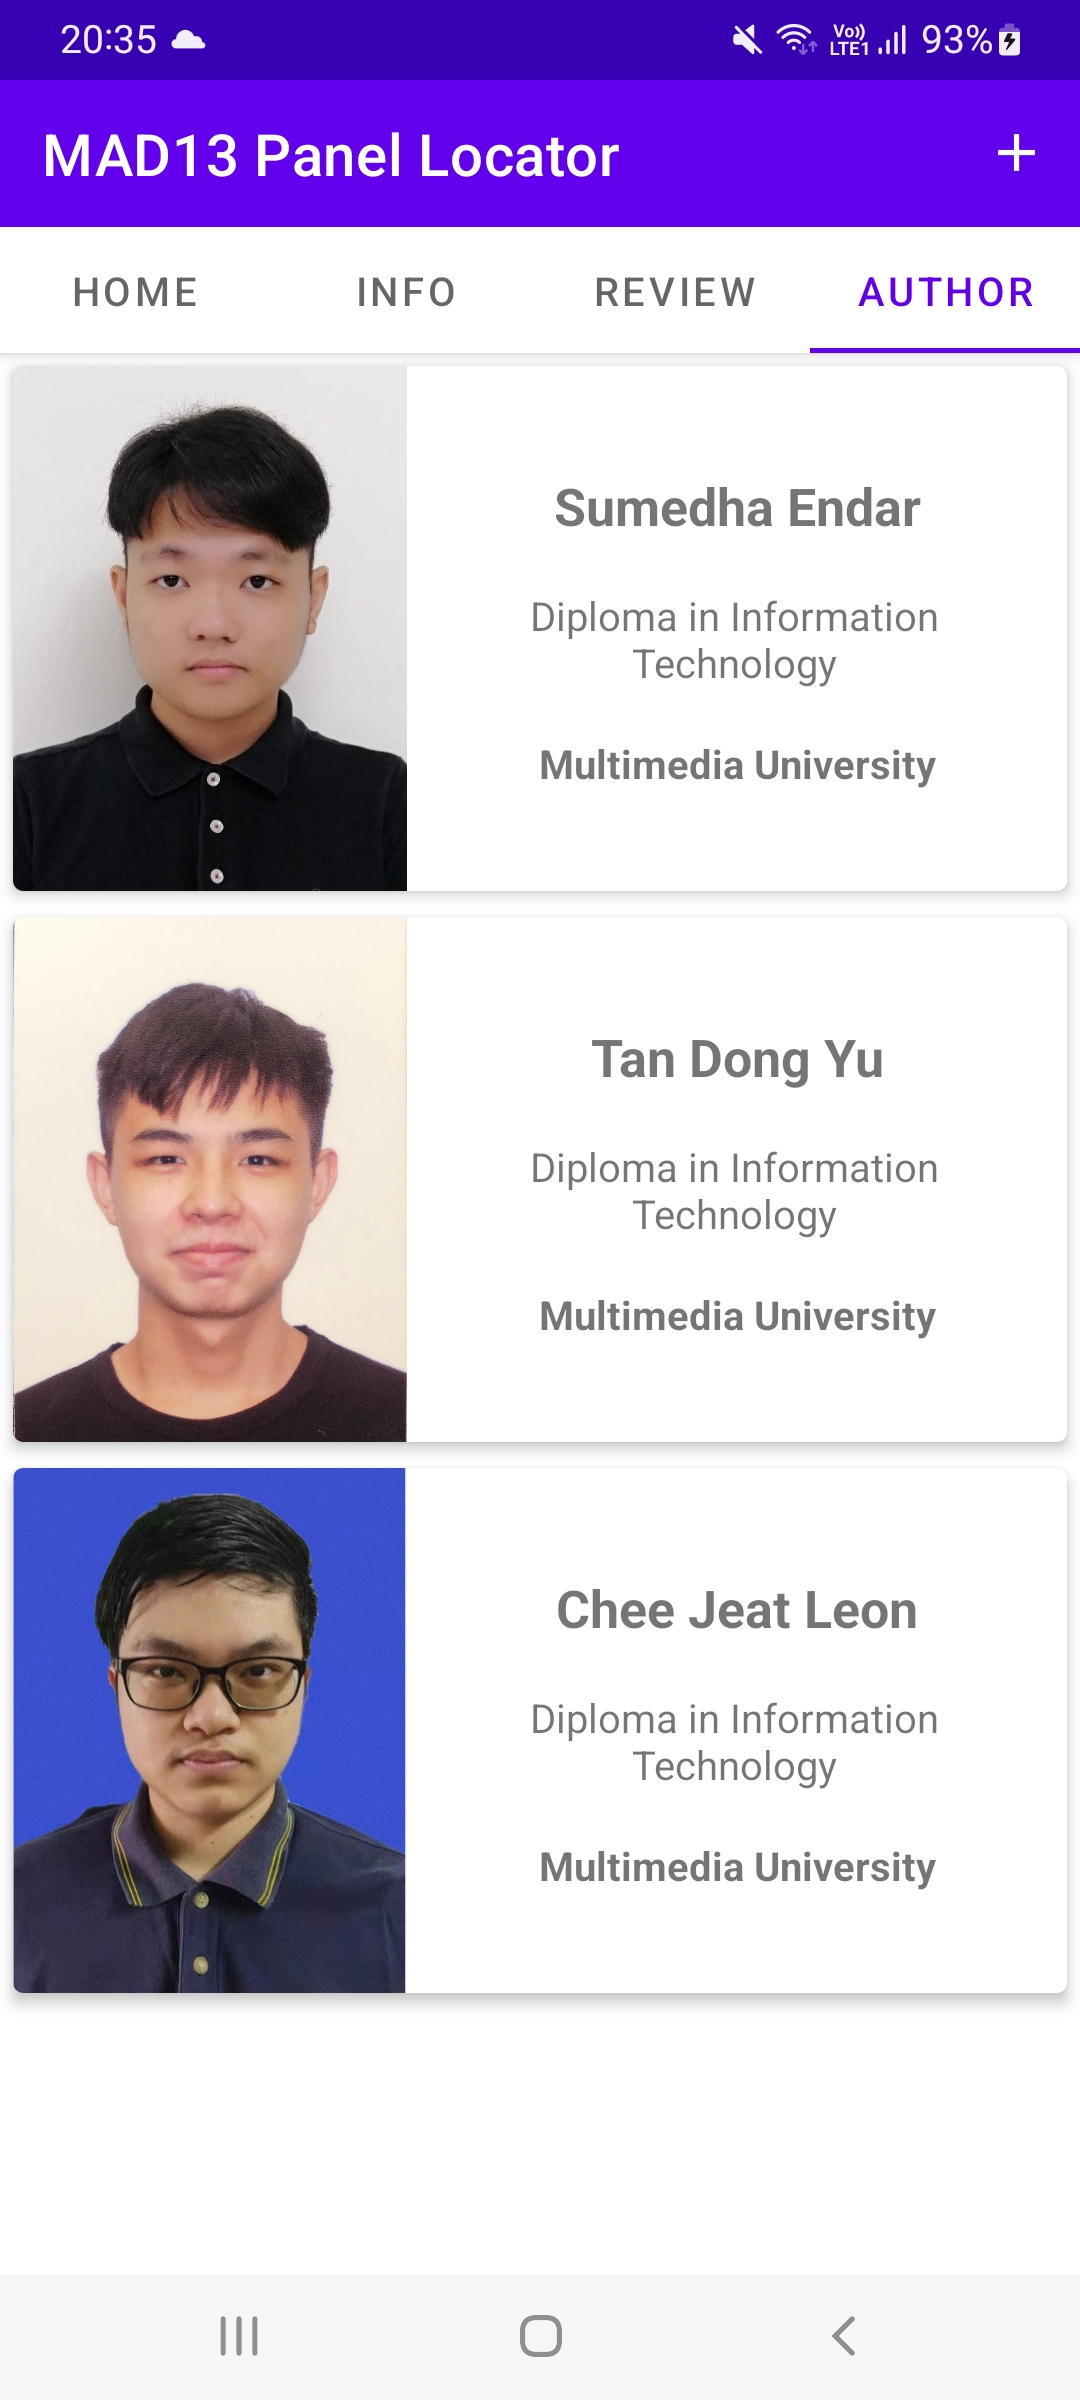 20:35
Vo)) LTE1 93%
MAD13 Panel Locator +
HOME INFO REVIEW AUTHOR
Sumedha Endar
Diploma in Information
Technology
Multimedia University
Tan Dong Yu
Diploma in Information
Technology
Multimedia University
Chee Jeat Leon
Diploma in Information
Technology
Multimedia University